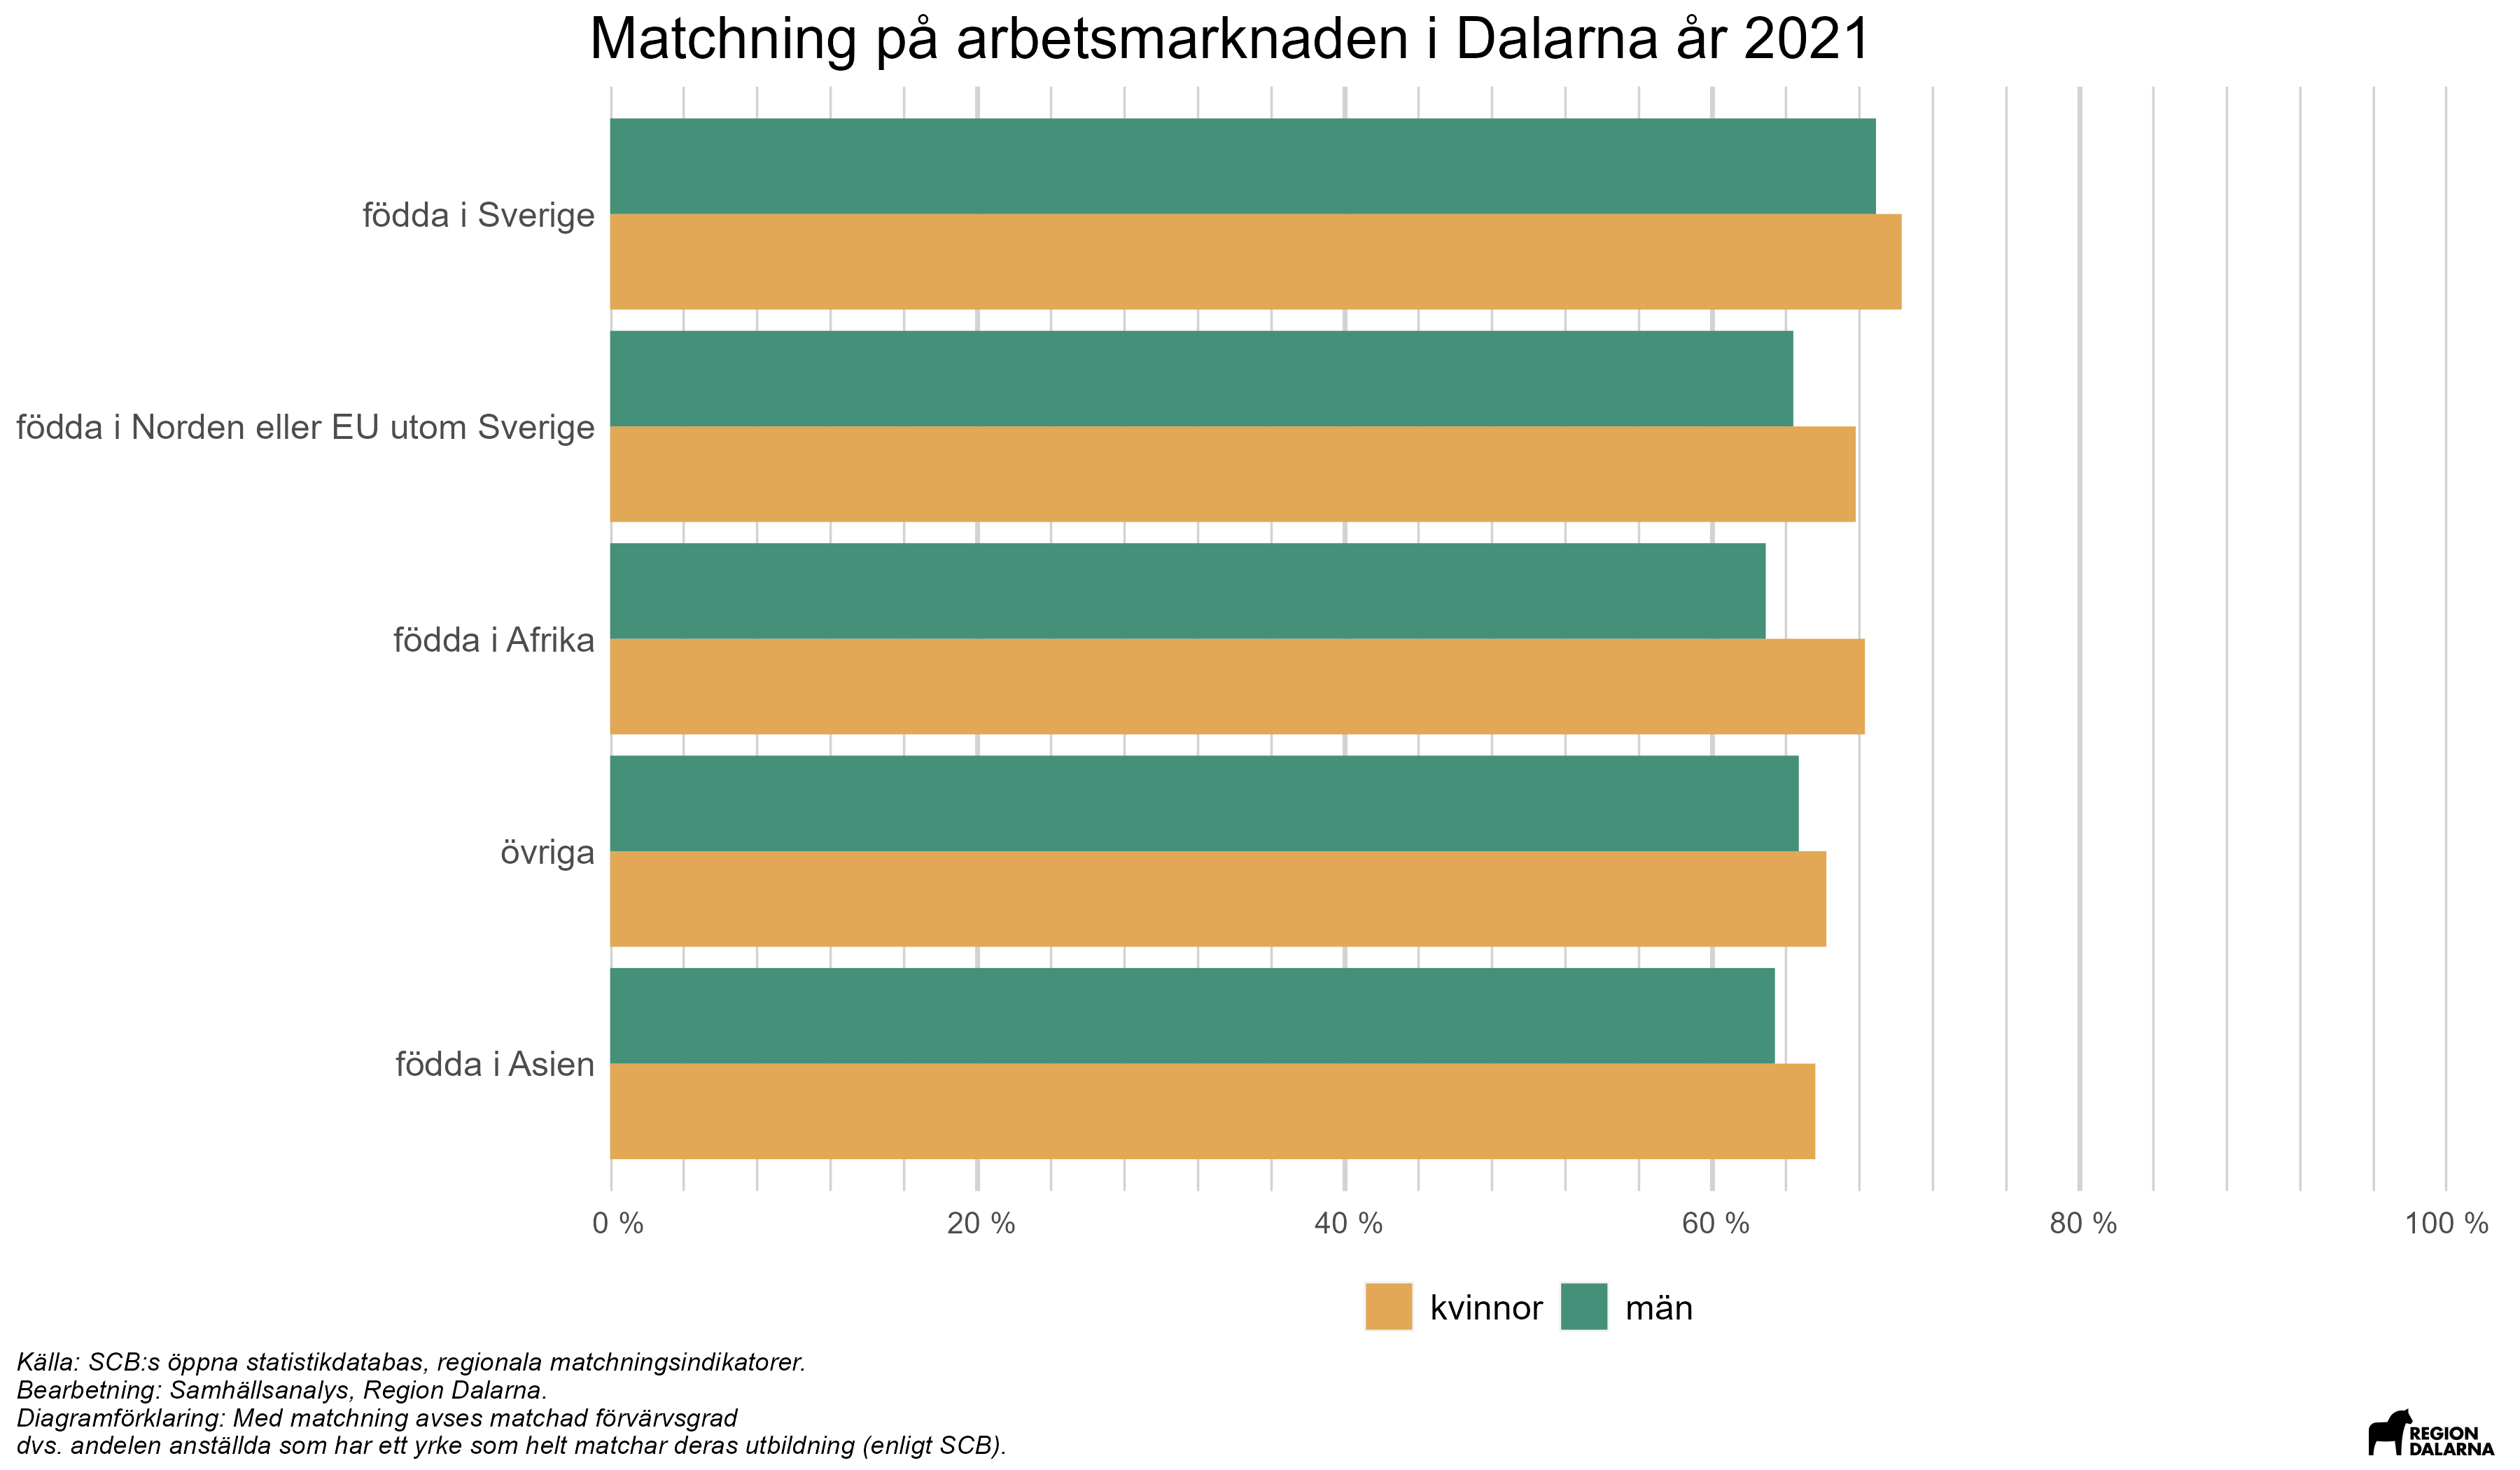 Matchning på arbetsmarknaden i Dalarna år 2021
födda i Sverige
födda i Norden eller EU utom Sverige
födda i Afrika
övriga
födda i Asien
0 % 20 % 40 % 60 % 80 % 100 %
kvinnor män
Källa: SCB:s öppna statistikdatabas, regionala matchningsindikatorer.
Bearbetning: Samhällsanalys, Region Dalarna.
Diagramförklaring: Med matchning avses matchad förvärvsgrad
dvs. andelen anställda som har ett yrke som helt matchar deras utbildning (enligt SCB).
REGION
DALARNA